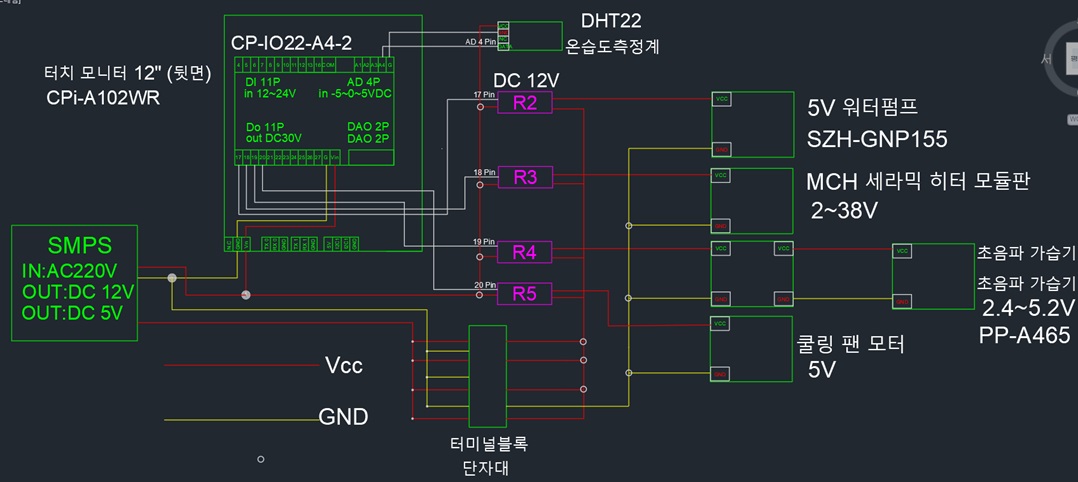 DHT22
온습도측정계
CP-IO22-A4-2
AD 4 Pin
터치 모니터 12" (뒷면)
CPi-A102WR
DI 11P
in 12~24V
AD 4P
in -5~0~5VDC
Do 11P
out DC30V
DAO 2P
DAO 2P
DC 12V
17 Pin
R2
18 Pin
R3
19 Pin
R4
20 Pin
R5
VCC
GND
5V 워터펌프
SZH-GNP155
VCC
GND
MCH 세라믹 히터 모듈판
2~38V
VCC
VCC
GND
GND
VCC
GND
초음파 가습기
초음파 가습기
2.4~5.2V
PP-A465
VCC
GND
쿨링 팬 모터
5V
SMPS
IN:AC220V
OUT:DC 12V
OUT:DC 5V
Vcc
GND
터미널블록
단자대
서